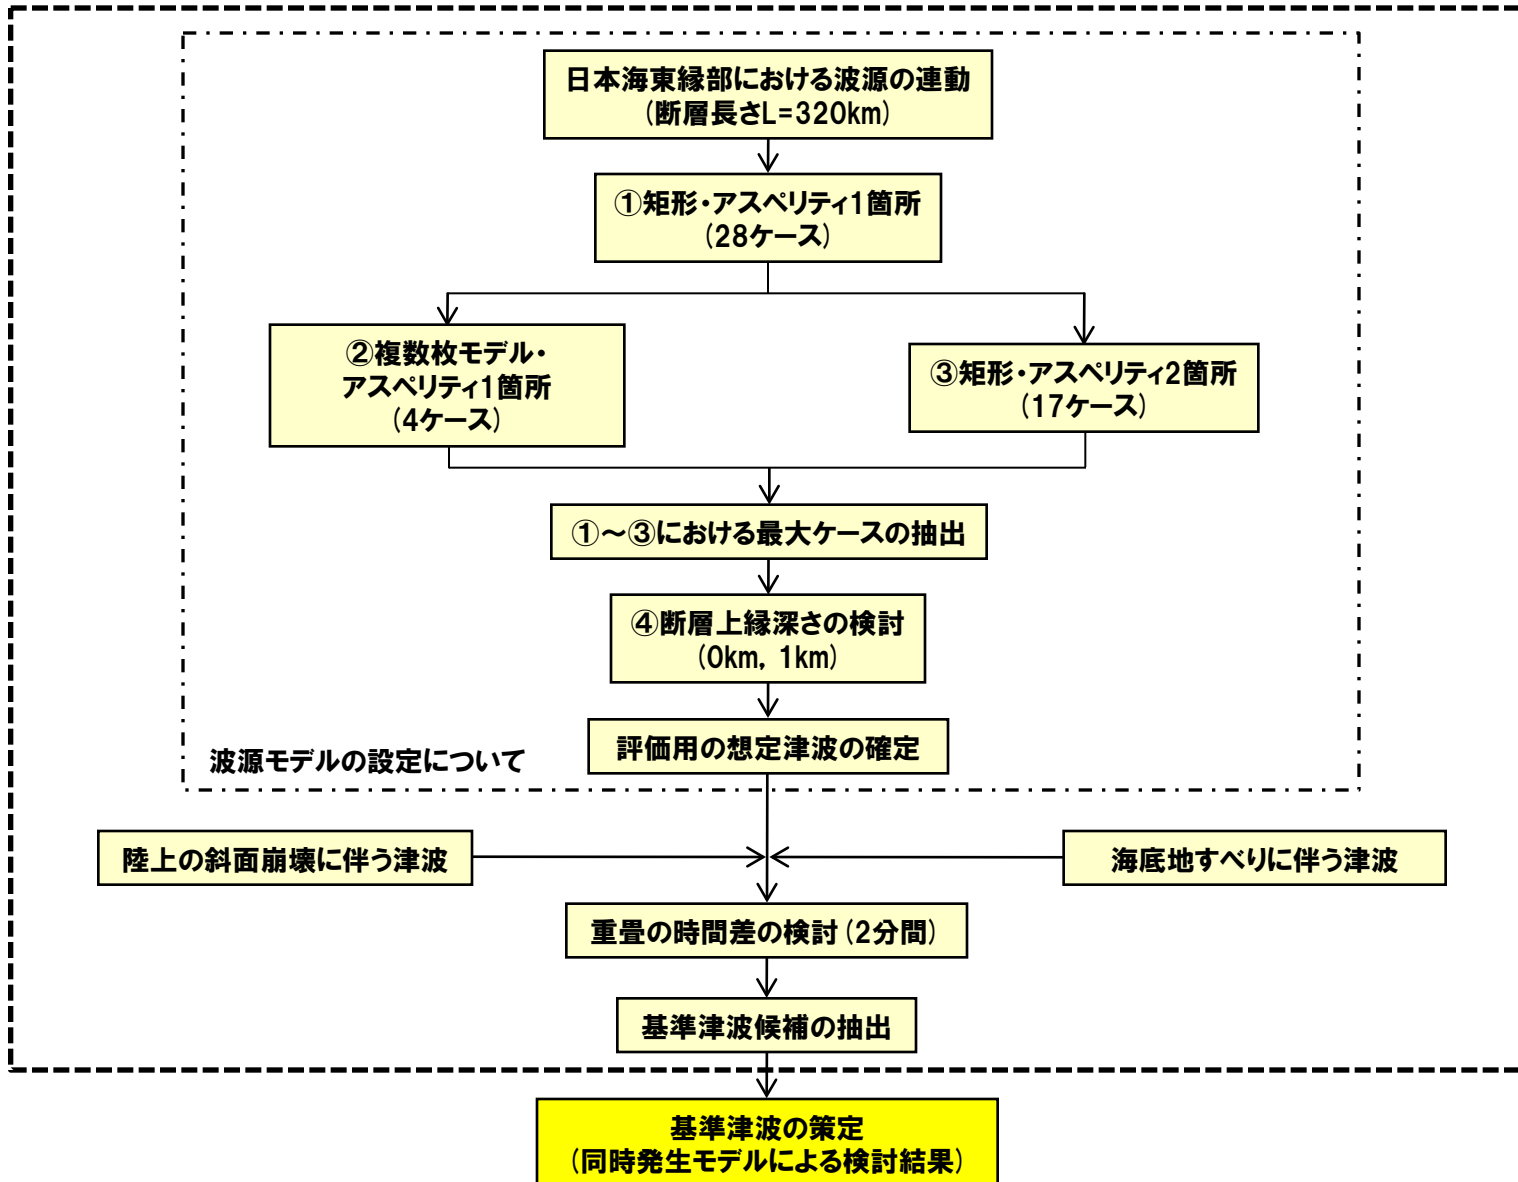 日本海東縁部における波源の連動
(断層長さL=320km)
①矩形・アスペリティ1箇所
(28ケース)
②複数枚モデル・
アスペリティ1箇所
(4ケース)
③矩形・アスペリティ2箇所
(17ケース)
①～③における最大ケースの抽出
④断層上縁深さの検討
(0km, 1km)
評価用の想定津波の確定
波源モデルの設定について
陸上の斜面崩壊に伴う津波
海底地すべりに伴う津波
重畳の時間差の検討(2分間)
基準津波候補の抽出
基準津波の策定
(同時発生モデルによる検討結果)